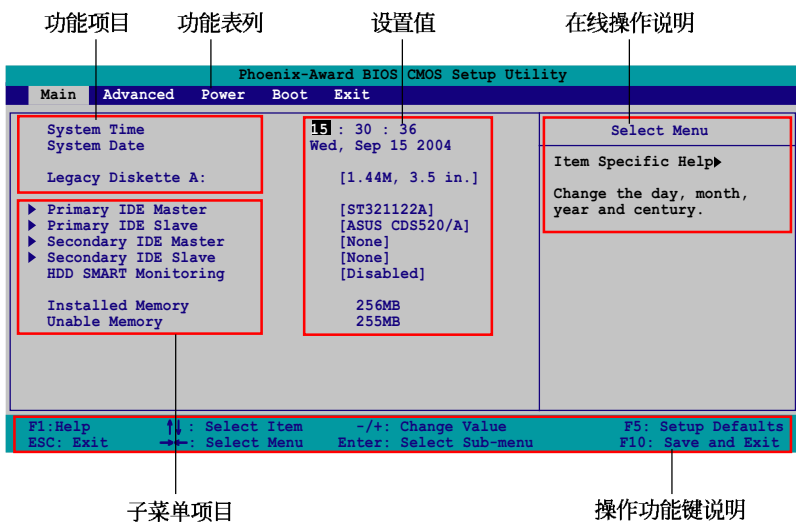 功能项目 功能表列 设置值 在线操作说明
Phoenix-Award BIOS CMOS Setup Utility
Main Advanced Power Boot Exit
System Time 15 : 30 : 36
System Date Wed, Sep 15 2004
Legacy Diskette A: [1.44M, 3.5 in.]
Primary IDE Master [ST321122A]
Primary IDE Slave [ASUS CDS520/A]
Secondary IDE Master [None]
Secondary IDE Slave [None]
HDD SMART Monitoring [Disabled]
Installed Memory 256MB
Unable Memory 255MB
Select Menu
Item Specific Help▶
Change the day, month,
year and century.
F1:Help ↑↓: Select Item -/+: Change Value F5: Setup Defaults
ESC: Exit →←: Select Menu Enter: Select Sub-menu F10: Save and Exit
子菜单项目 操作功能键说明